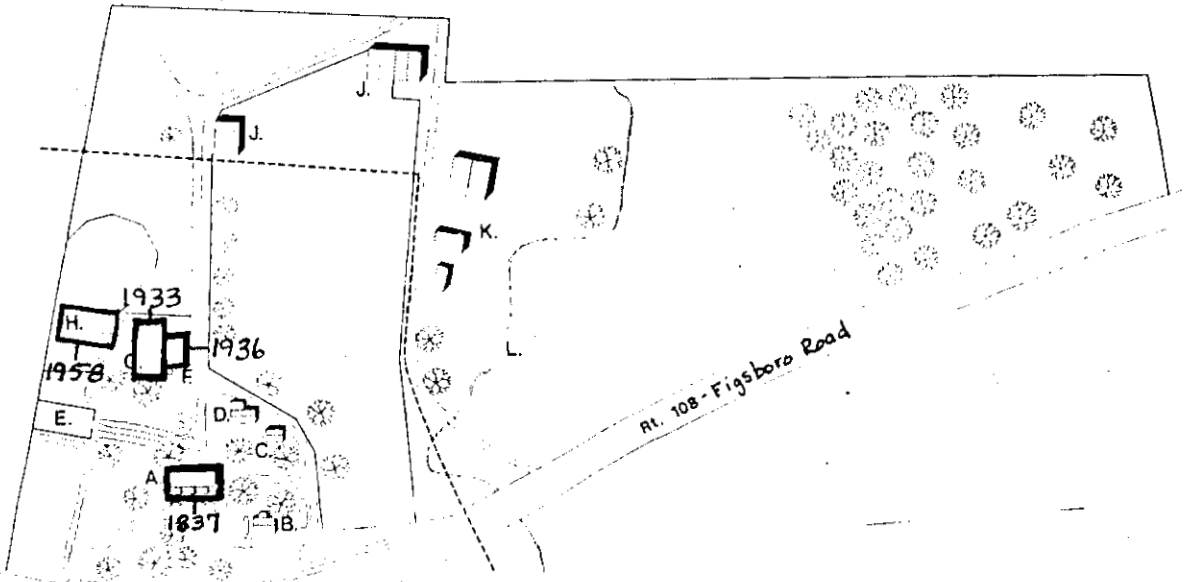 J.
J.
K.
1933
H.
1936
1958
F
L.
Rt. 108 - Figsboro Road
E.
D.
C.
A
1837
B.